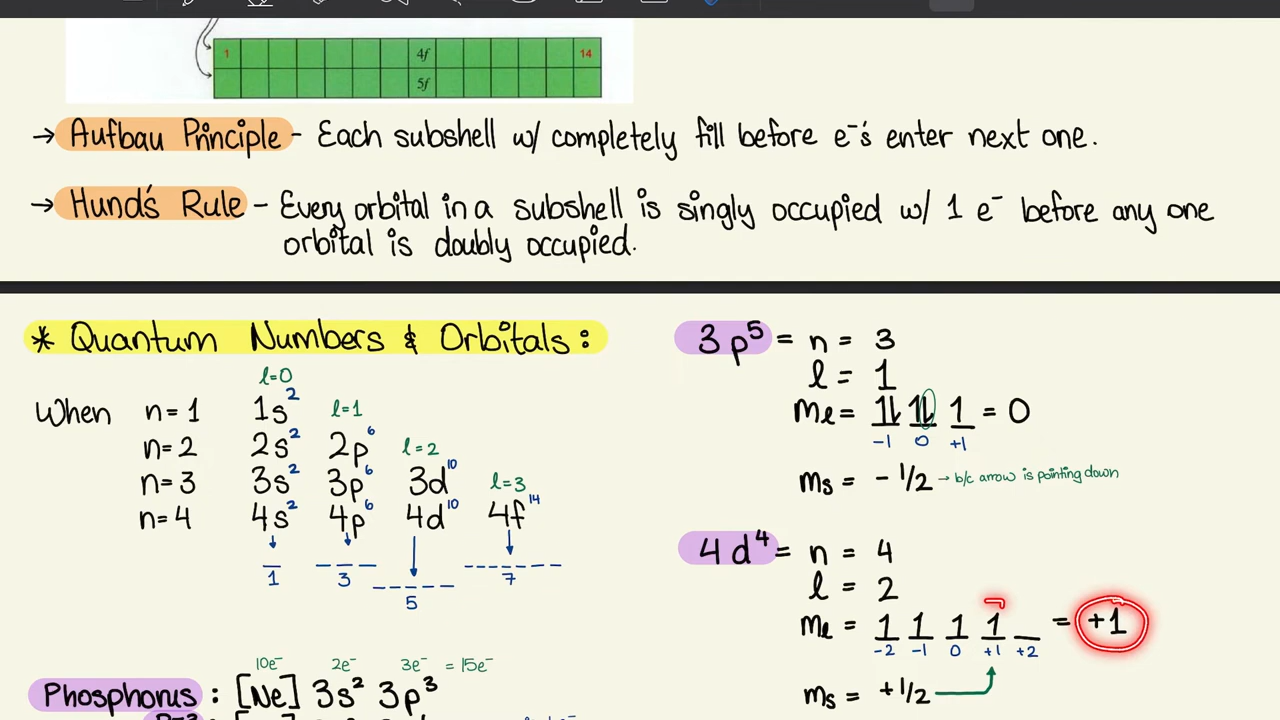 1 4f 14
5f
→ Aufbau Principle - Each subshell w/ completely fill before e⁻'s enter next one.
→ Hund's Rule - Every orbital in a subshell is singly occupied w/ 1 e⁻ before any one
orbital is doubly occupied.
* Quantum Numbers & Orbitals:
l=0
When n=1 1s² l=1
n=2 2s² 2p⁶ l=2
n=3 3s² 3p⁶ 3d¹⁰ l=3
n=4 4s² 4p⁶ 4d¹⁰ 4f¹⁴
1 3 5 7
10e⁻ 2e⁻ 3e⁻ = 15e⁻
Phosphorus : [Ne] 3s² 3p³
3p⁵ = n = 3
l = 1
ml = 1⇂ 1⇂ 1 = 0
-1 0 +1
ms = - 1/2 → b/c arrow is pointing down
4d⁴ = n = 4
l = 2
ml = 1 1 1 1 _ = +1
-2 -1 0 +1 +2
ms = +1/2